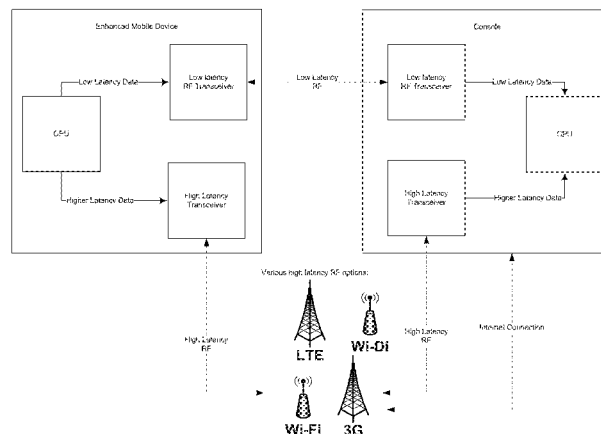 Enhanced Mobile Device
Console
Low Latency Data
Low latency
RF Transceiver
Low Latency
RF
Low latency
RF Transceiver
Low Latency Data
CPU
CPU
Higher Latency Data
High Latency
Transceiver
High Latency
Transceiver
Higher Latency Data
Various high latency RF options:
LTE
Wi-Di
High Latency
RF
High Latency
RF
Internet Connection
Wi-Fi
3G